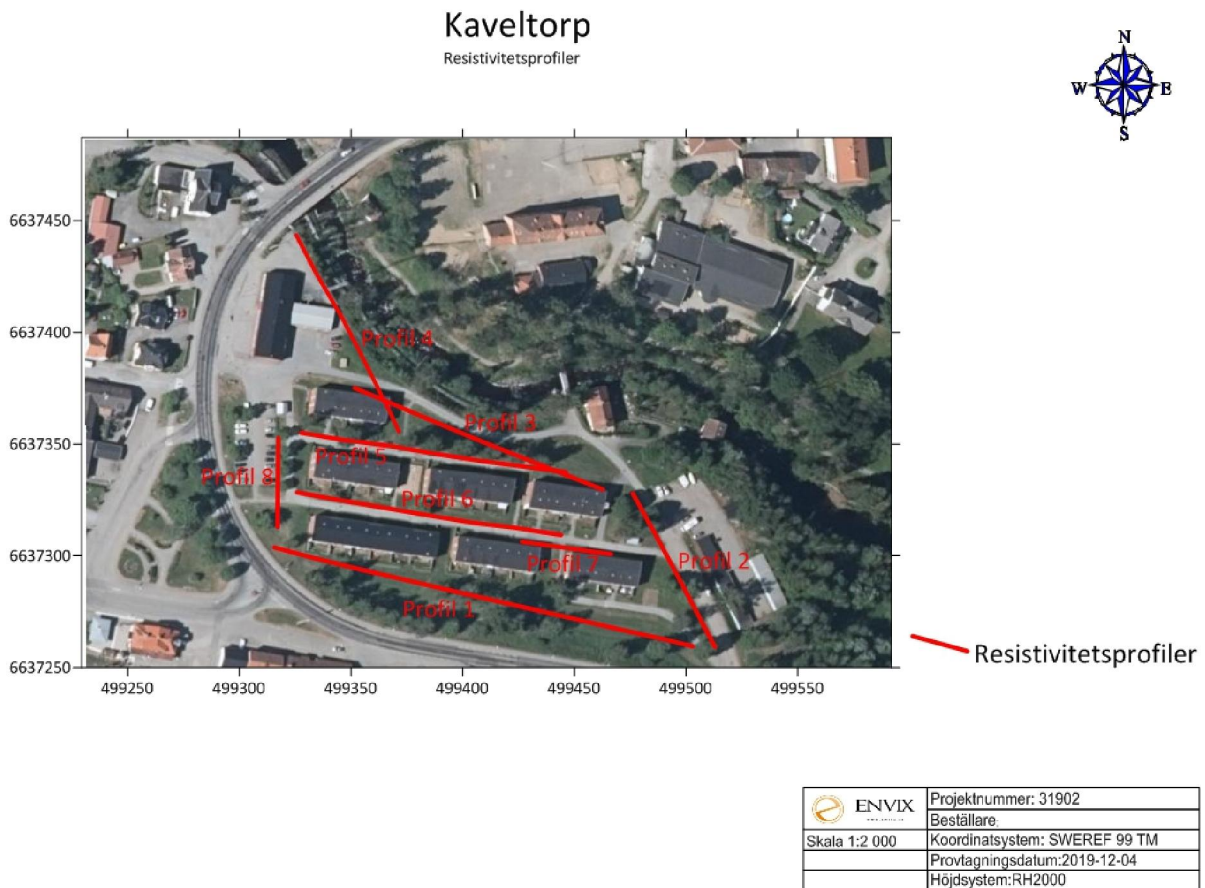 Kaveltorp
Resistivitetsprofiler
N
W E
S
6637450
6637400
6637350
6637300
6637250
Profil 4
Profil 3
Profil 5
Profil 8
Profil 6
Profil 2
Profil 7
Profil 1
499250 499300 499350 499400 499450 499500 499550
Resistivitetsprofiler
ENVIX
Projektnummer: 31902
Beställare:
Skala 1:2 000
Koordinatsystem: SWEREF 99 TM
Provtagningsdatum:2019-12-04
Höjdsystem:RH2000